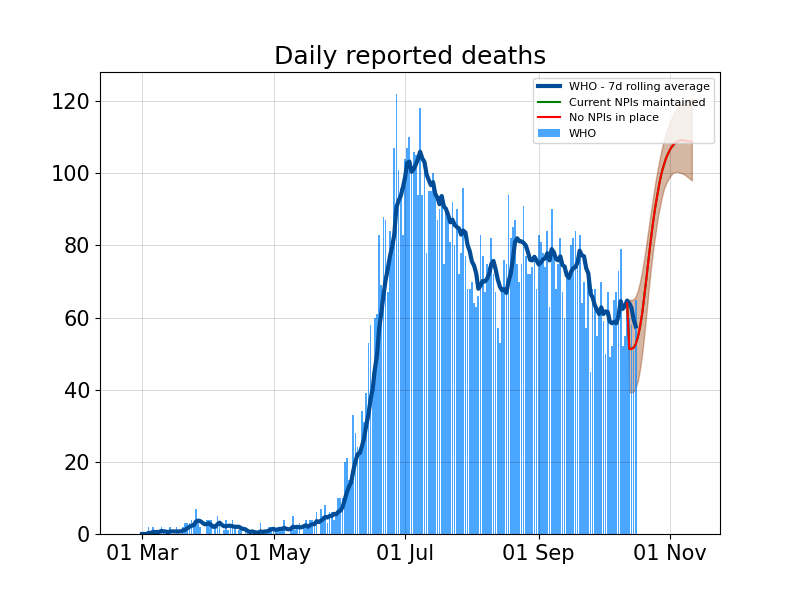 Daily reported deaths
WHO - 7d rolling average
Current NPIs maintained
No NPIs in place
WHO
120
100
80
60
40
20
0
01 Mar
01 May
01 Jul
01 Sep
01 Nov